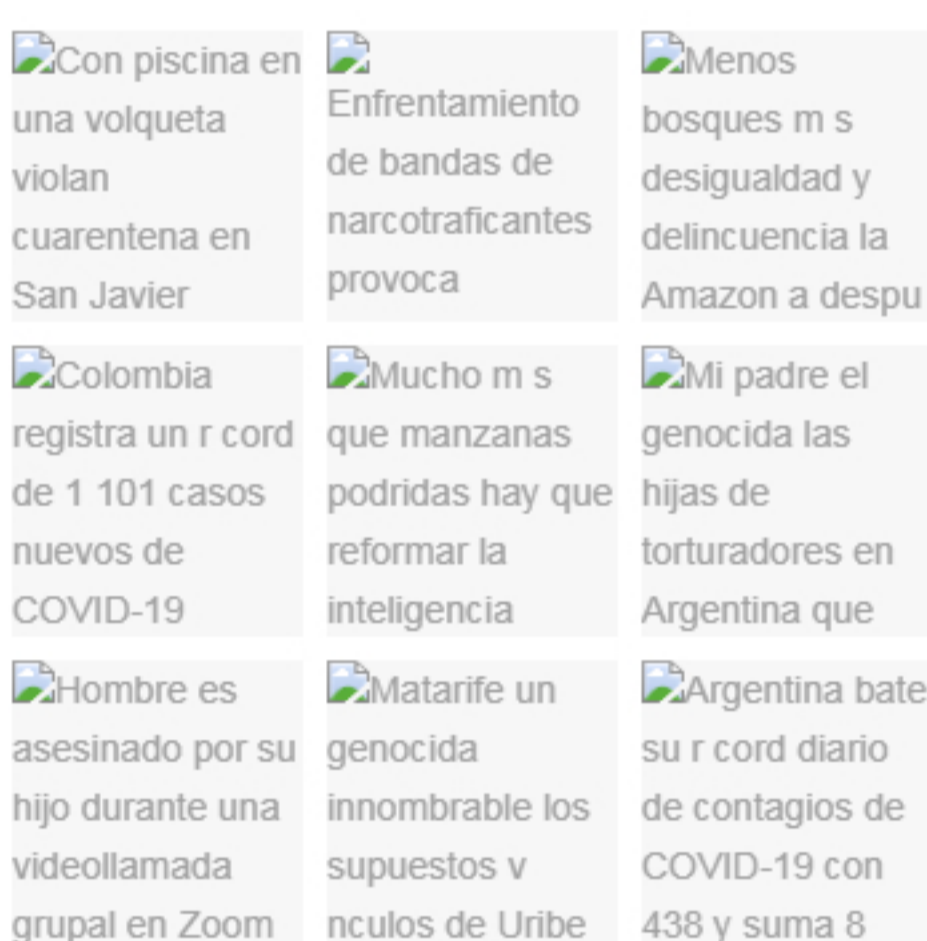 Con piscina en
una volqueta
violan
cuarentena en
San Javier
Enfrentamiento
de bandas de
narcotraficantes
provoca
Menos
bosques m s
desigualdad y
delincuencia la
Amazon a despu
Colombia
registra un r cord
de 1 101 casos
nuevos de
COVID-19
Mucho m s
que manzanas
podridas hay que
reformar la
inteligencia
Mi padre el
genocida las
hijas de
torturadores en
Argentina que
Hombre es
asesinado por su
hijo durante una
videollamada
grupal en Zoom
Matarife un
genocida
innombrable los
supuestos v
nculos de Uribe
Argentina bate
su r cord diario
de contagios de
COVID-19 con
438 y suma 8